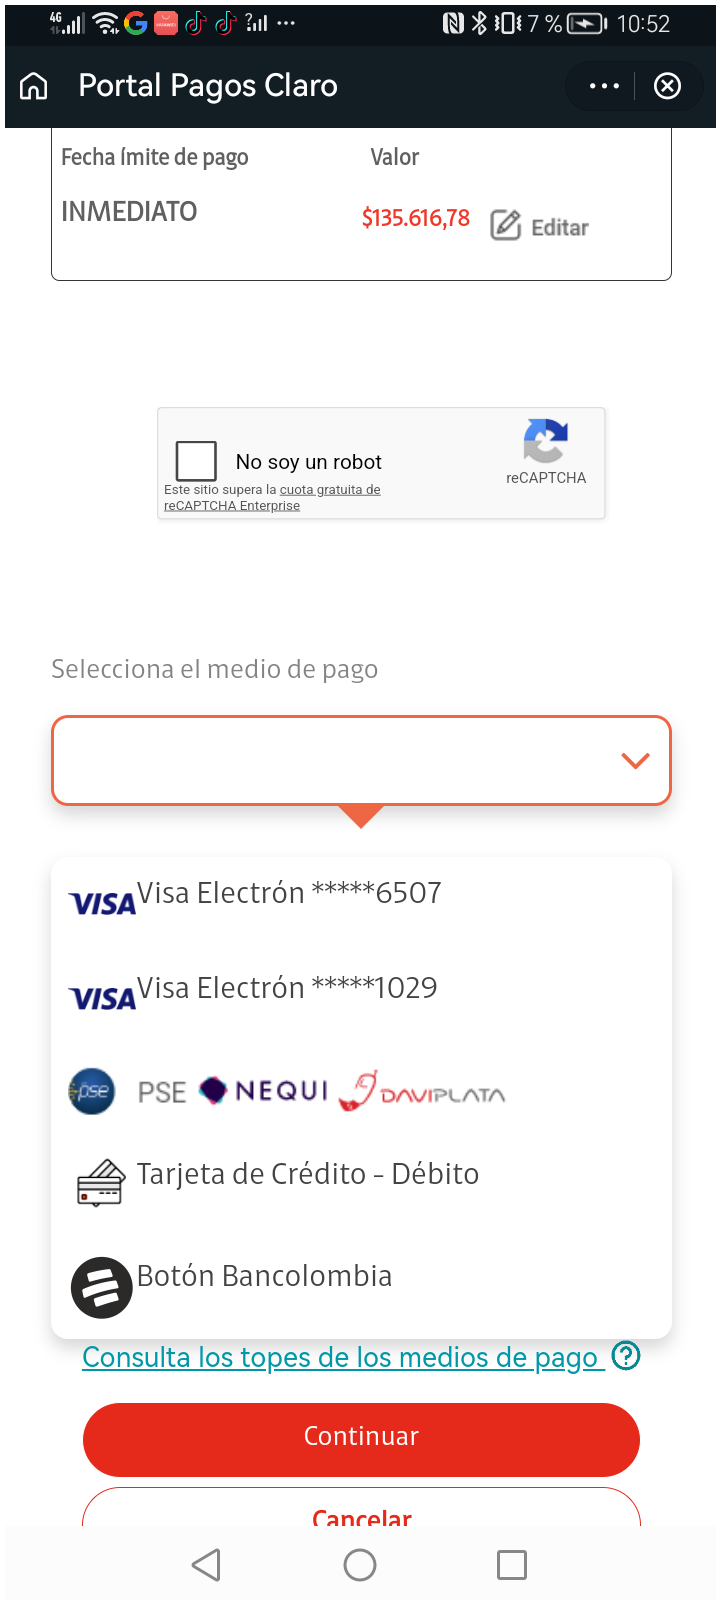 4G ? 7 % 10:52
Portal Pagos Claro
Fecha ímite de pago Valor
INMEDIATO $135.616,78 Editar
No soy un robot
reCAPTCHA
Este sitio supera la cuota gratuita de
reCAPTCHA Enterprise
Selecciona el medio de pago
VISA Visa Electrón *****6507
VISA Visa Electrón *****1029
pse PSE NEQUI DAVIPLATA
Tarjeta de Crédito - Débito
Botón Bancolombia
Consulta los topes de los medios de pago ?
Continuar
Cancelar